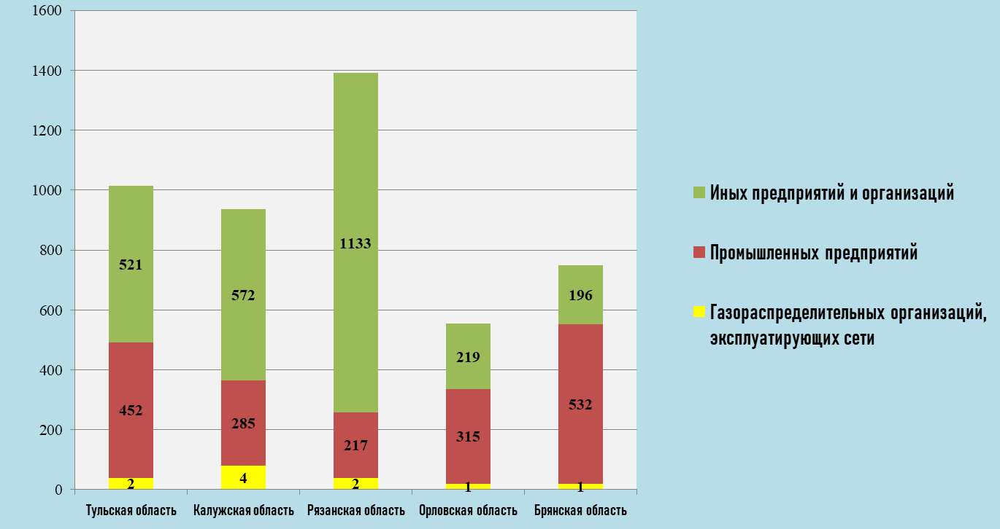 1600
1400
1200
1000
800
600
400
200
0
521
452
2
572
285
4
1133
217
2
219
315
1
196
532
1
Тульская область
Калужская область
Рязанская область
Орловская область
Брянская область
Иных предприятий и организаций
Промышленных предприятий
Газораспределительных организаций,
эксплуатирующих сети